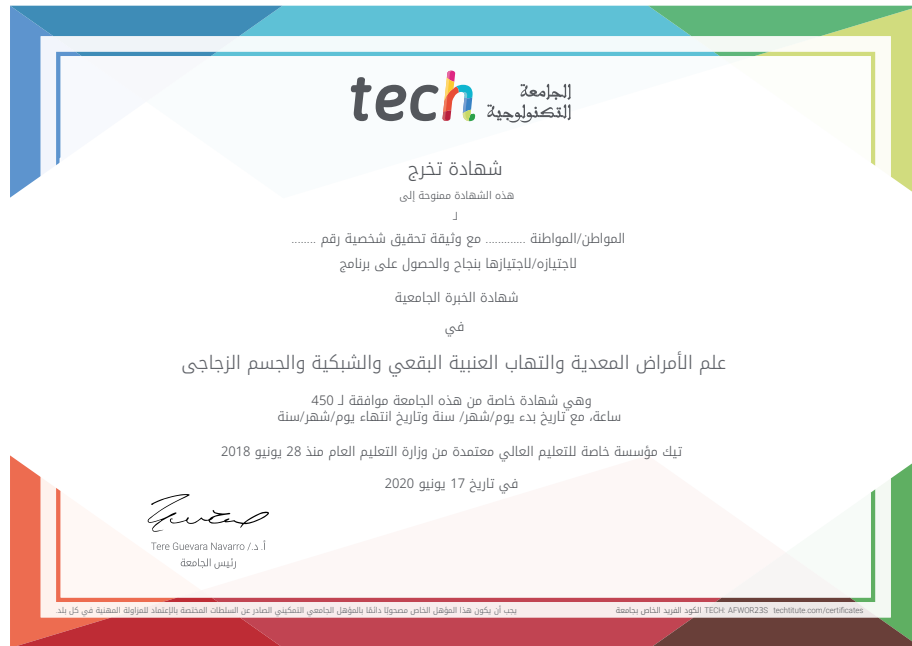 tech الجامعة
التكنولوجية
شهادة تخرج
هذه الشهادة ممنوحة إلى
لـ
المواطن/المواطنة ............ مع وثيقة تحقيق شخصية رقم ........
لاجتيازه/لاجتيازها بنجاح والحصول على برنامج
شهادة الخبرة الجامعية
في
علم الأمراض المعدية والتهاب العنبية البقعي والشبكية والجسم الزجاجى
وهي شهادة خاصة من هذه الجامعة موافقة لـ 450
ساعة، مع تاريخ بدء يوم/شهر/ سنة وتاريخ انتهاء يوم/شهر/سنة
تيك مؤسسة خاصة للتعليم العالي معتمدة من وزارة التعليم العام منذ 28 يونيو 2018
في تاريخ 17 يونيو 2020
أ.د./ Tere Guevara Navarro
رئيس الجامعة
يجب أن يكون هذا المؤهل الخاص مصحوبًا دائمًا بالمؤهل الجامعي التمكيني الصادر عن السلطات المختصة بالإعتماد للمزاولة المهنية في كل بلد.
الكود الفريد الخاص بجامعة TECH: AFWOR23S techtitute.com/certificates